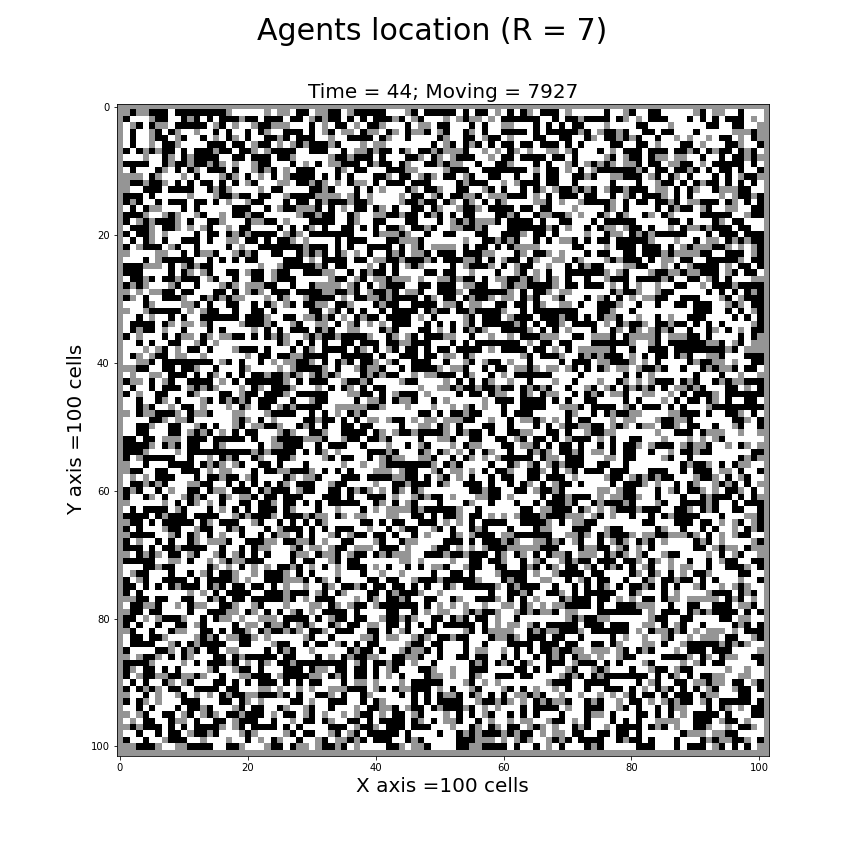 Agents location (R = 7)
Time = 44; Moving = 7927
0
20
40
60
80
100
Y axis =100 cells
0 20 40 60 80 100
X axis =100 cells